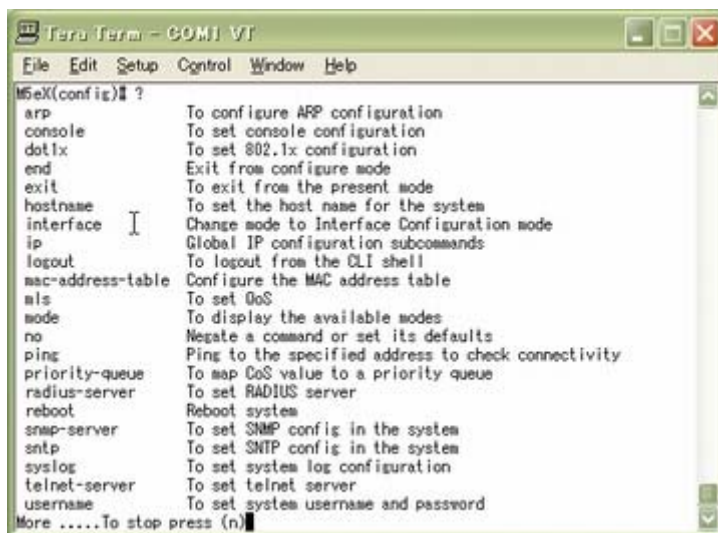 Tera Term - COM1 VT
File Edit Setup Control Window Help
M5eX(config)# ?
arp To configure ARP configuration
console To set console configuration
dot1x To set 802.1x configuration
end Exit from configure mode
exit To exit from the present mode
hostname To set the host name for the system
interface Change mode to Interface Configuration mode
ip Global IP configuration subcommands
logout To logout from the CLI shell
mac-address-table Configure the MAC address table
mls To set QoS
mode To display the available modes
no Negate a command or set its defaults
ping Ping to the specified address to check connectivity
priority-queue To map CoS value to a priority queue
radius-server To set RADIUS server
reboot Reboot system
snmp-server To set SNMP config in the system
sntp To set SNTP config in the system
syslog To set system log configuration
telnet-server To set telnet server
username To set system username and password
More .....To stop press (n)